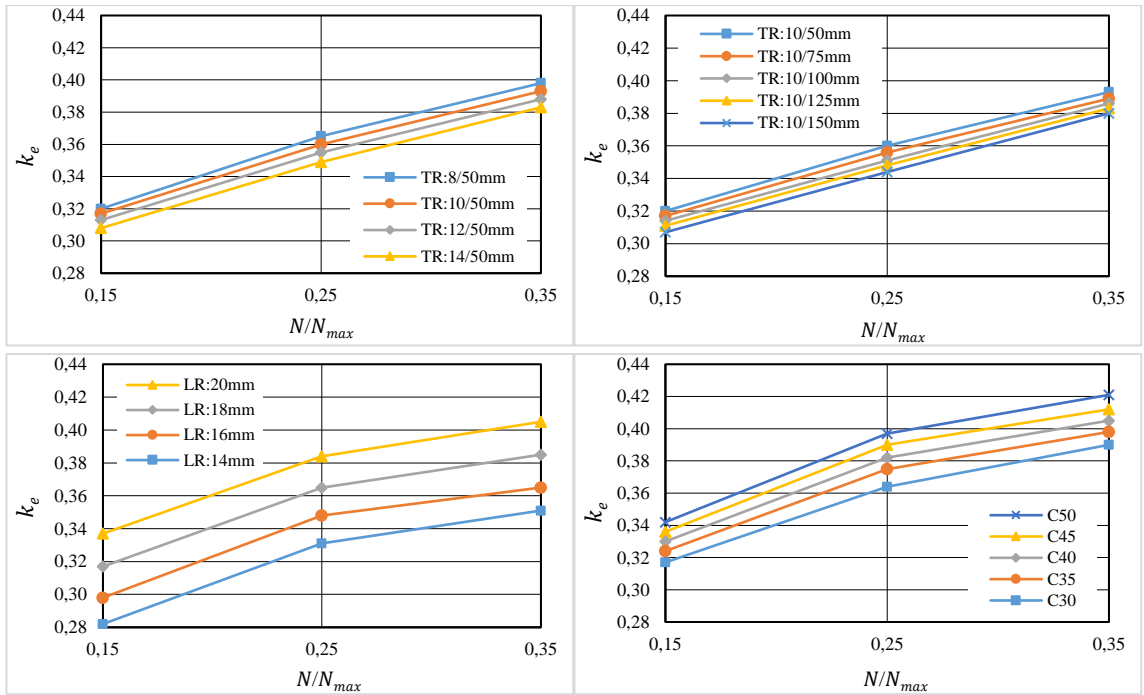 0,44
0,42
0,40
0,38
0,36
0,34
0,32
0,30
0,28
k_e
TR:8/50mm
TR:10/50mm
TR:12/50mm
TR:14/50mm
0,15
0,25
0,35
N/N_max
0,44
0,42
0,40
0,38
0,36
0,34
0,32
0,30
0,28
k_e
TR:10/50mm
TR:10/75mm
TR:10/100mm
TR:10/125mm
TR:10/150mm
0,15
0,25
0,35
N/N_max
0,44
0,42
0,40
0,38
0,36
0,34
0,32
0,30
0,28
k_e
LR:20mm
LR:18mm
LR:16mm
LR:14mm
0,15
0,25
0,35
N/N_max
0,44
0,42
0,40
0,38
0,36
0,34
0,32
0,30
0,28
k_e
C50
C45
C40
C35
C30
0,15
0,25
0,35
N/N_max